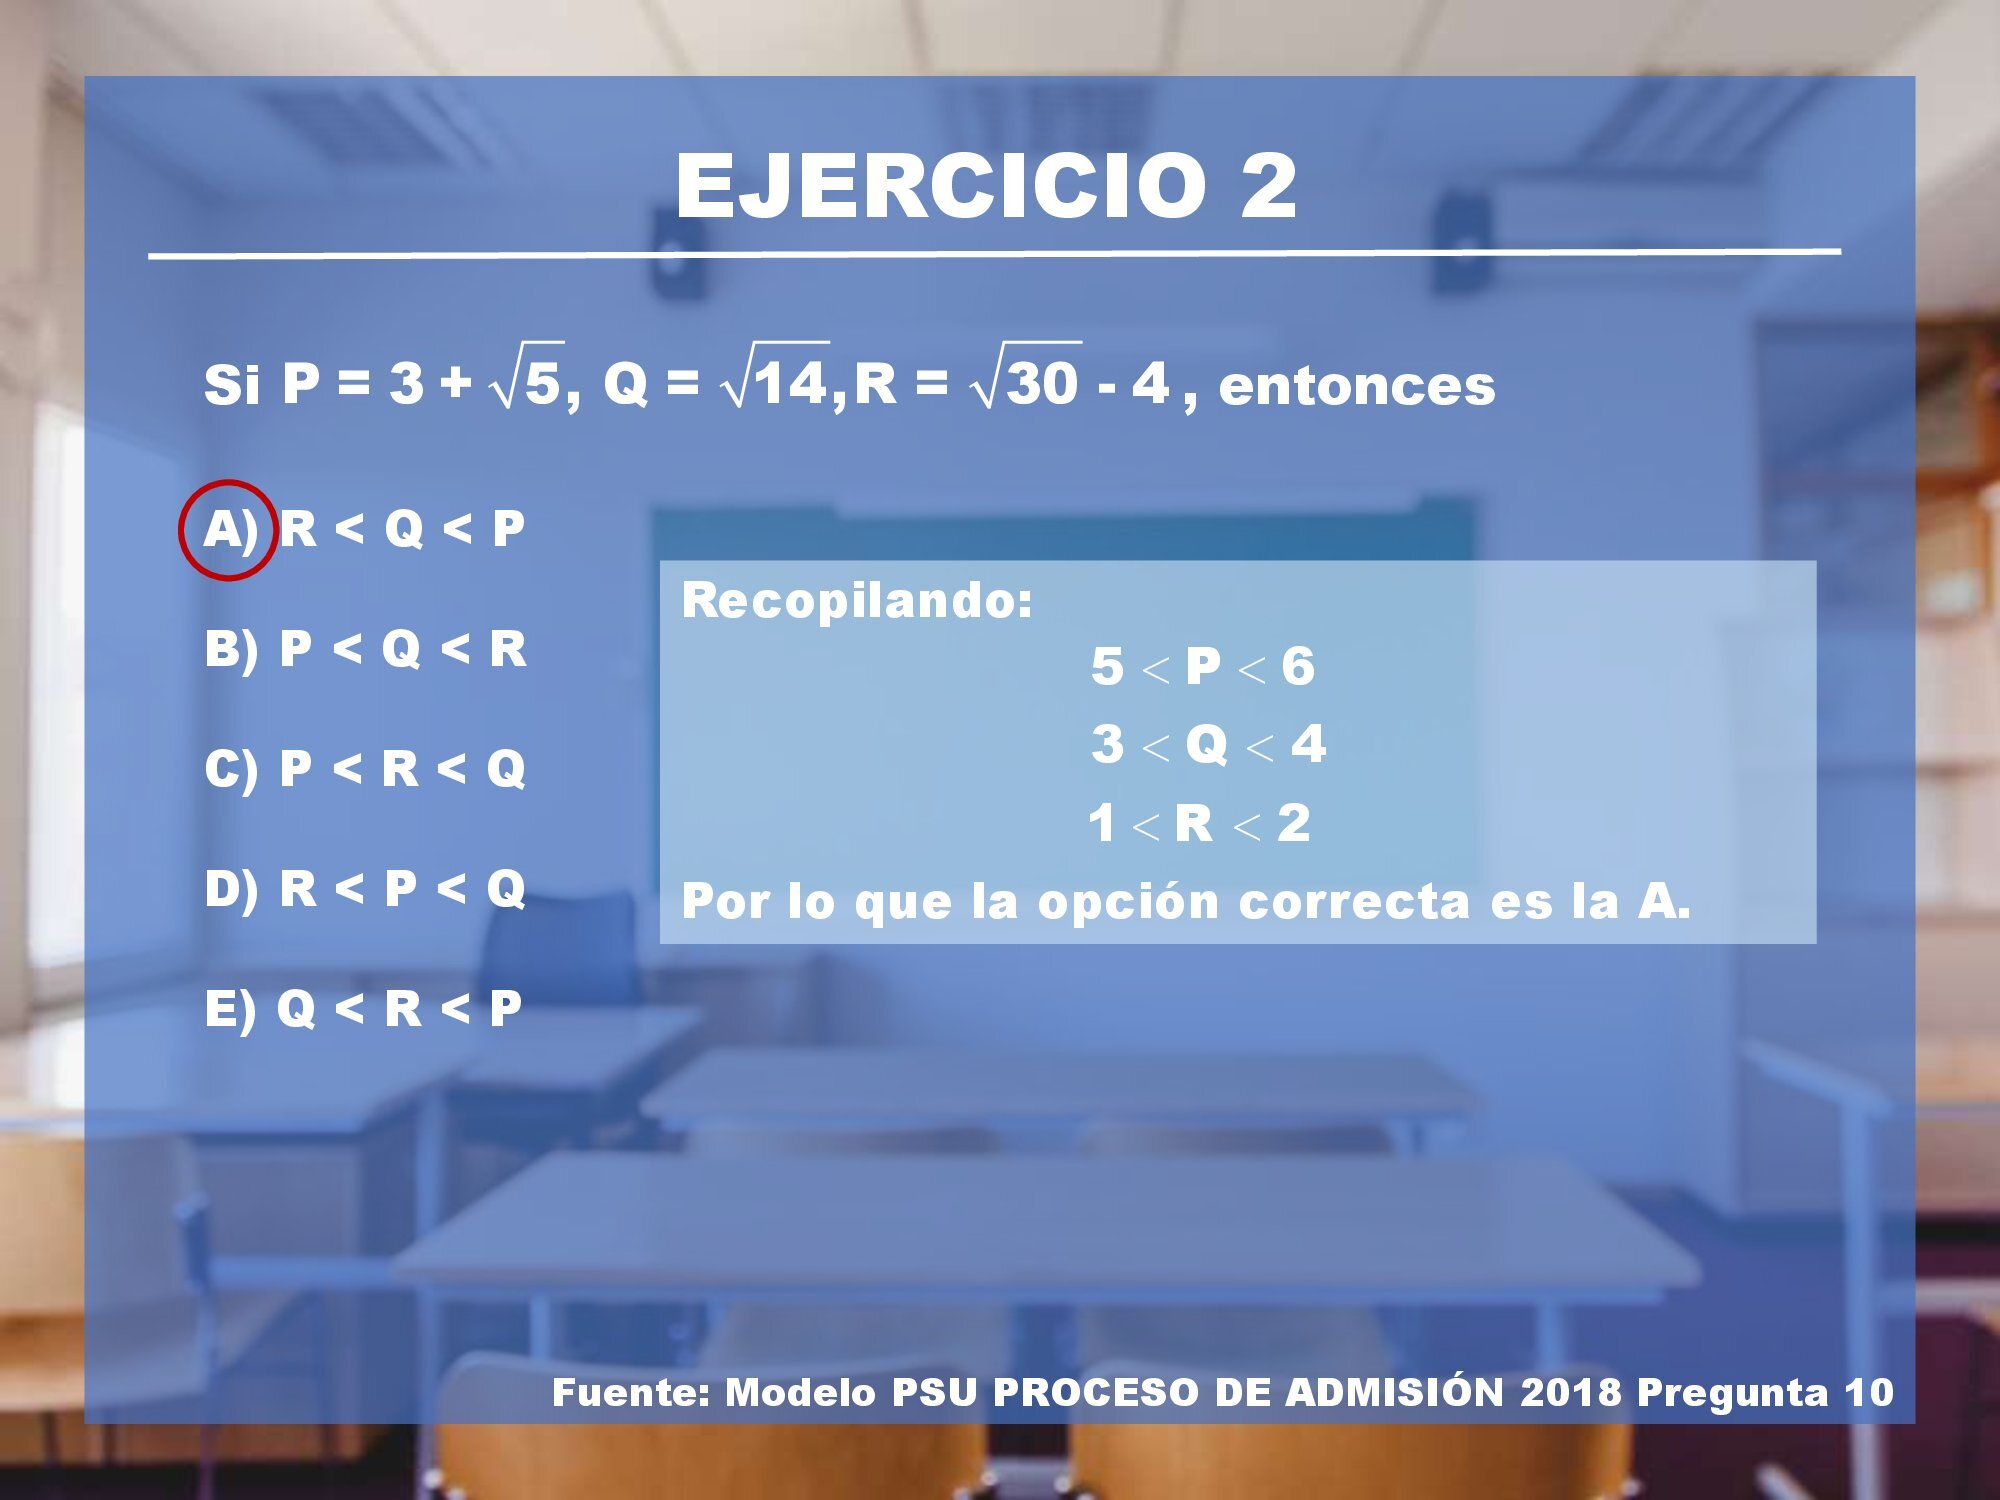 EJERCICIO 2
Si P = 3 + √5, Q = √14, R = √30 - 4 , entonces
A) R < Q < P
B) P < Q < R
C) P < R < Q
D) R < P < Q
E) Q < R < P
Recopilando:
5 < P < 6
3 < Q < 4
1 < R < 2
Por lo que la opción correcta es la A.
Fuente: Modelo PSU PROCESO DE ADMISIÓN 2018 Pregunta 10